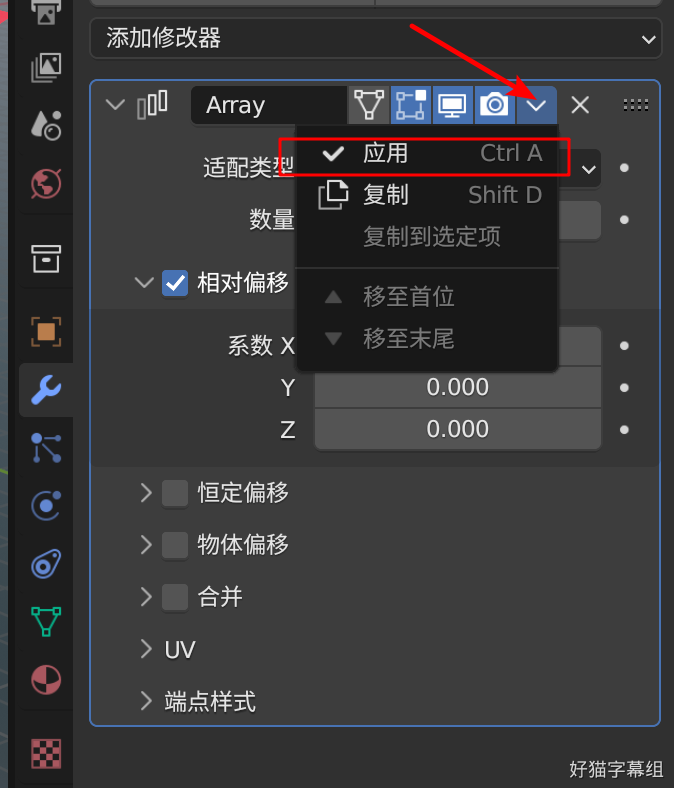 添加修改器
Array
应用 Ctrl A
适配类型
复制 Shift D
数量
复制到选定项
相对偏移
移至首位
移至末尾
系数 X
Y 0.000
Z 0.000
恒定偏移
物体偏移
合并
UV
端点样式
好猫字幕组